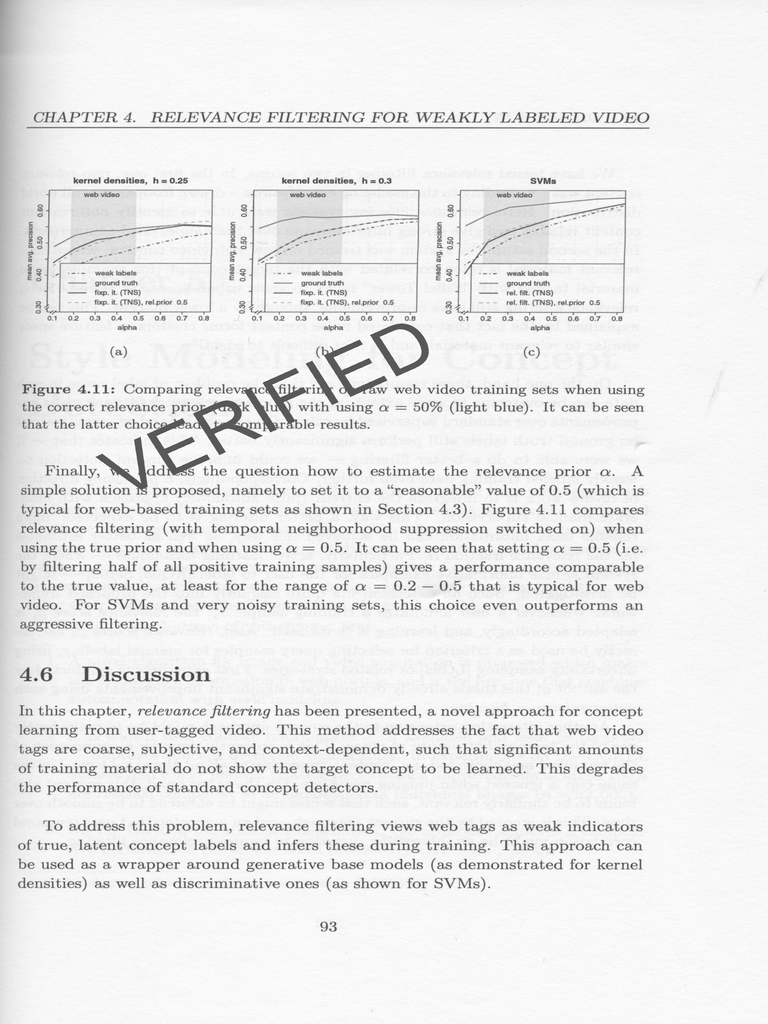 CHAPTER 4. RELEVANCE FILTERING FOR WEAKLY LABELED VIDEO
kernel densities, h = 0.25
web video
mean avg. precision
0.30 0.40 0.50 0.60
weak labels
ground truth
fixp. it. (TNS)
fixp. it. (TNS), rel.prior 0.5
0.1 0.2 0.3 0.4 0.5 0.6 0.7 0.8
alpha
(a)
kernel densities, h = 0.3
web video
mean avg. precision
0.30 0.40 0.50 0.60
weak labels
ground truth
fixp. it. (TNS)
fixp. it. (TNS), rel.prior 0.5
0.1 0.2 0.3 0.4 0.5 0.6 0.7 0.8
alpha
(b)
SVMs
web video
mean avg. precision
0.30 0.40 0.50 0.60
weak labels
ground truth
rel. filt. (TNS)
rel. filt. (TNS), rel.prior 0.5
0.1 0.2 0.3 0.4 0.5 0.6 0.7 0.8
alpha
(c)
VERIFIED
Figure 4.11: Comparing relevance filtering on raw web video training sets when using
the correct relevance prior (dark blue) with using α = 50% (light blue). It can be seen
that the latter choice leads to comparable results.
Finally, we address the question how to estimate the relevance prior α. A
simple solution is proposed, namely to set it to a “reasonable” value of 0.5 (which is
typical for web-based training sets as shown in Section 4.3). Figure 4.11 compares
relevance filtering (with temporal neighborhood suppression switched on) when
using the true prior and when using α = 0.5. It can be seen that setting α = 0.5 (i.e.
by filtering half of all positive training samples) gives a performance comparable
to the true value, at least for the range of α = 0.2 − 0.5 that is typical for web
video. For SVMs and very noisy training sets, this choice even outperforms an
aggressive filtering.
4.6 Discussion
In this chapter, relevance filtering has been presented, a novel approach for concept
learning from user-tagged video. This method addresses the fact that web video
tags are coarse, subjective, and context-dependent, such that significant amounts
of training material do not show the target concept to be learned. This degrades
the performance of standard concept detectors.
To address this problem, relevance filtering views web tags as weak indicators
of true, latent concept labels and infers these during training. This approach can
be used as a wrapper around generative base models (as demonstrated for kernel
densities) as well as discriminative ones (as shown for SVMs).
93